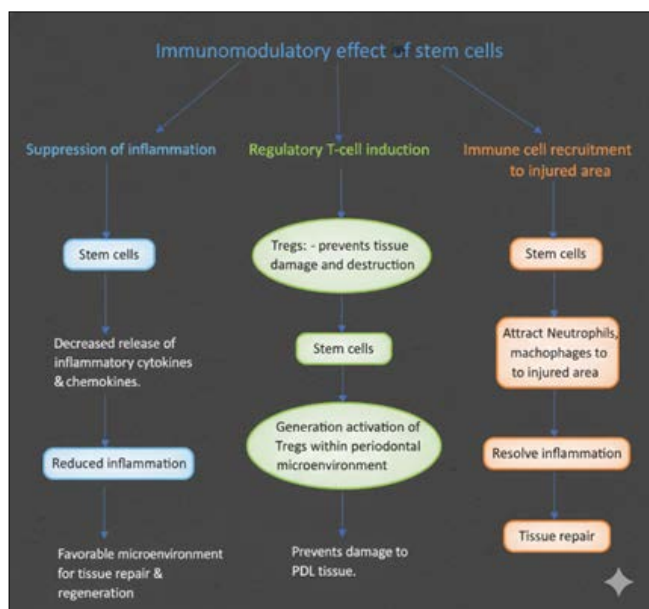 Immunomodulatory effect of stem cells
Suppression of inflammation
Stem cells
Decreased release of
inflammatory cytokines
& chemokines.
Reduced inflammation
Favorable microenvironment
for tissue repair &
regeneration
Regulatory T-cell induction
Tregs: - prevents tissue
damage and destruction
Stem cells
Generation activation of
Tregs within periodontal
microenvironment
Prevents damage to
PDL tissue.
Immune cell recruitment
to injured area
Stem cells
Attract Neutrophils,
machophages to
to injured area
Resolve inflammation
Tissue repair